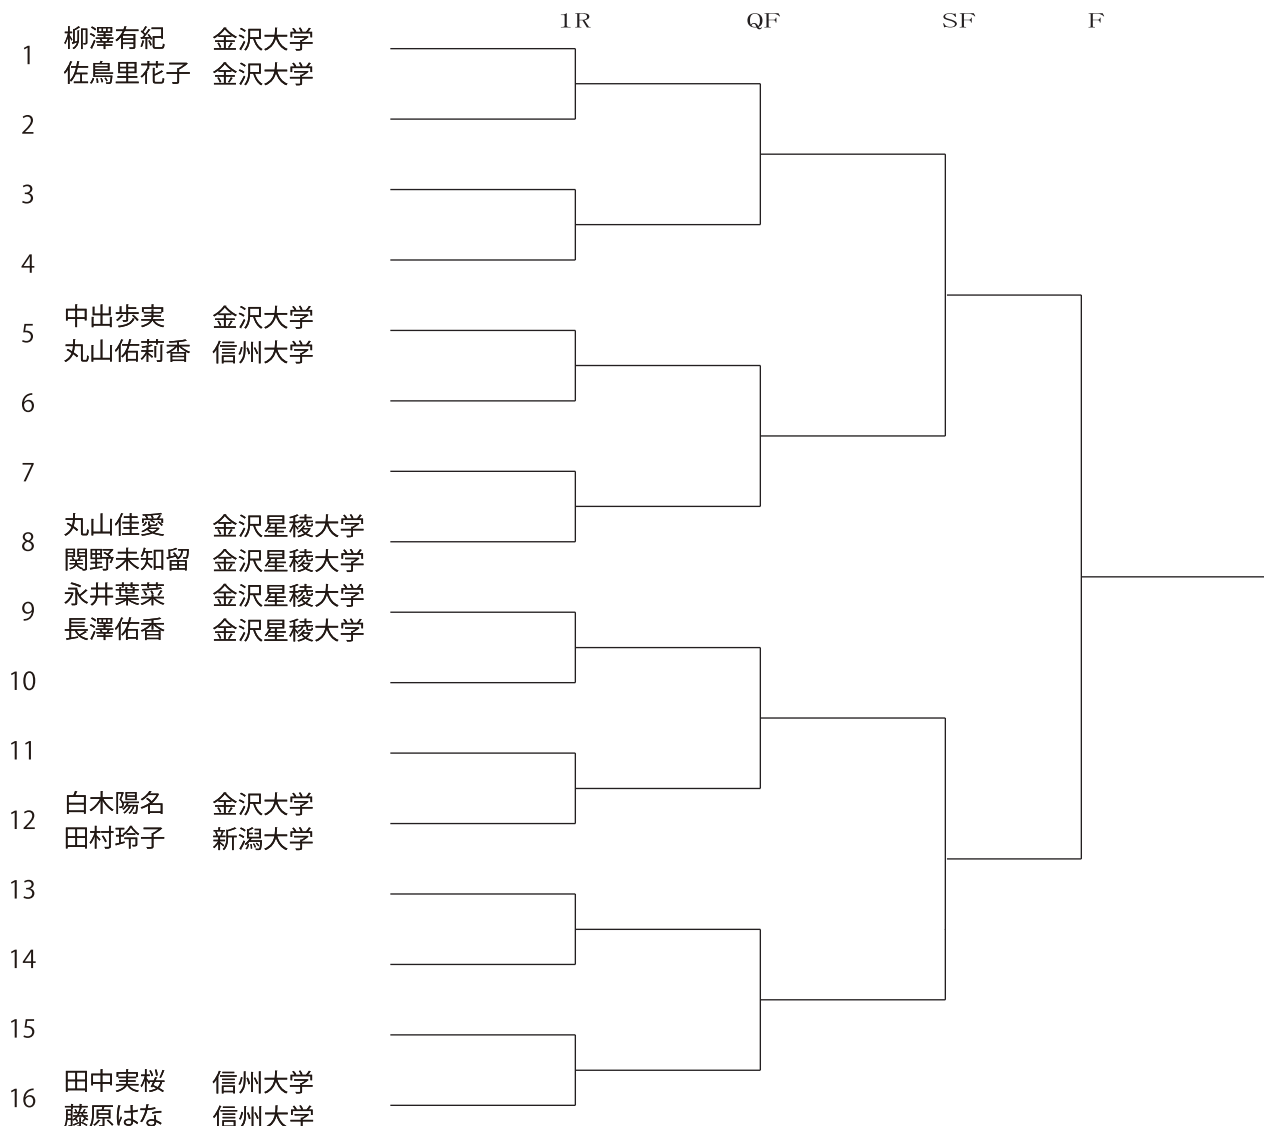 1R QF SF F
1 柳澤有紀 金沢大学
佐鳥里花子 金沢大学
2
3
4
5 中出歩実 金沢大学
丸山佑莉香 信州大学
6
7
8 丸山佳愛 金沢星稜大学
関野未知留 金沢星稜大学
9 永井葉菜 金沢星稜大学
長澤佑香 金沢星稜大学
10
11
12 白木陽名 金沢大学
田村玲子 新潟大学
13
14
15
16 田中実桜 信州大学
藤原はな 信州大学